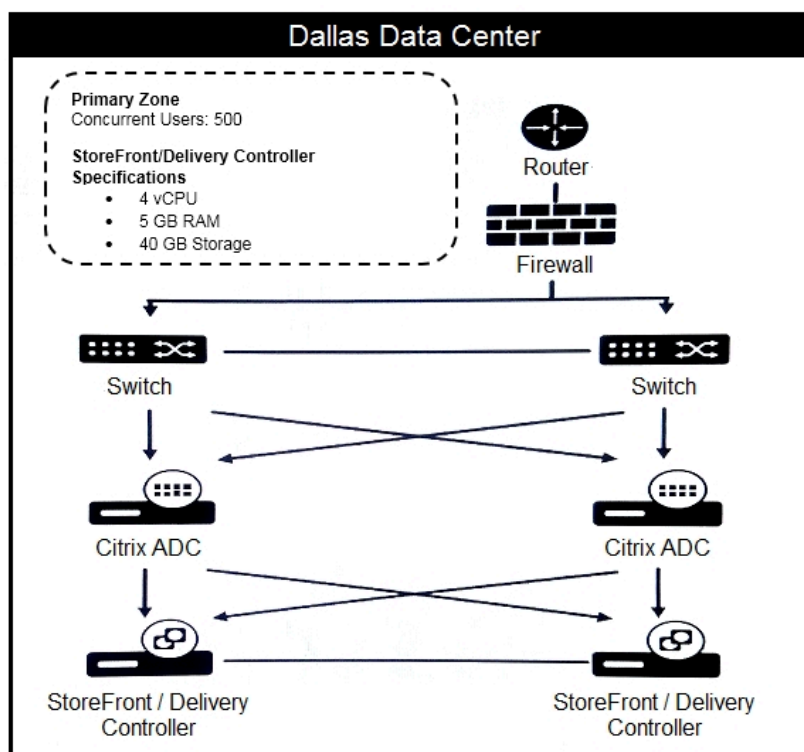 Dallas Data Center
Primary Zone
Concurrent Users: 500
StoreFront/Delivery Controller
Specifications
• 4 vCPU
• 5 GB RAM
• 40 GB Storage
Router
Firewall
Switch
Switch
Citrix ADC
Citrix ADC
StoreFront / Delivery
Controller
StoreFront / Delivery
Controller